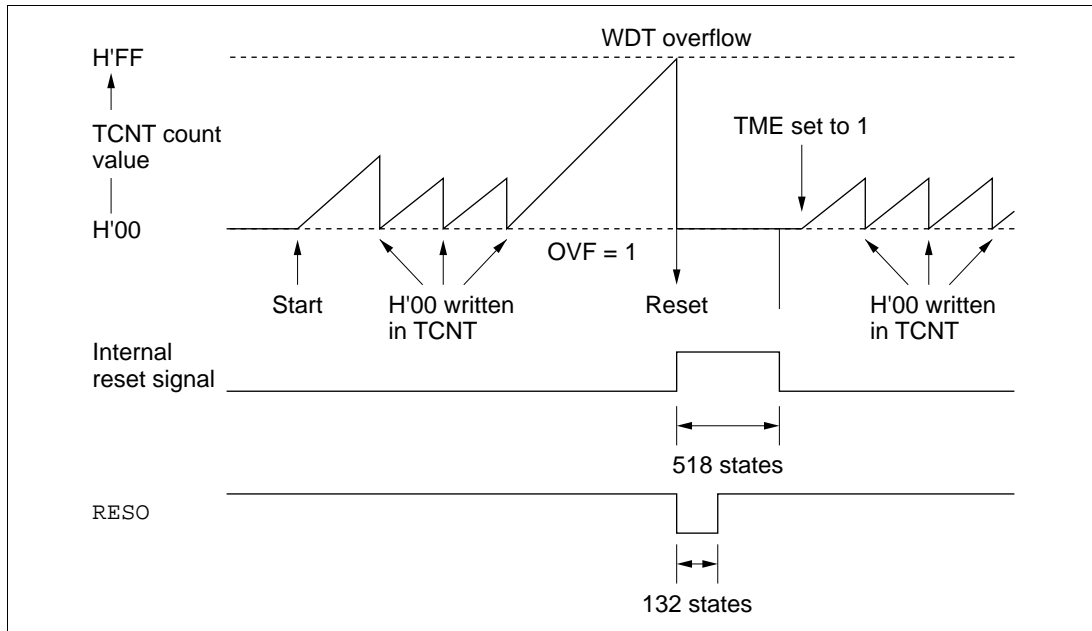 WDT overflow
H'FF
TCNT count
value
TME set to 1
H'00
OVF = 1
Start
H'00 written
in TCNT
Reset
H'00 written
in TCNT
Internal
reset signal
518 states
RESO
132 states